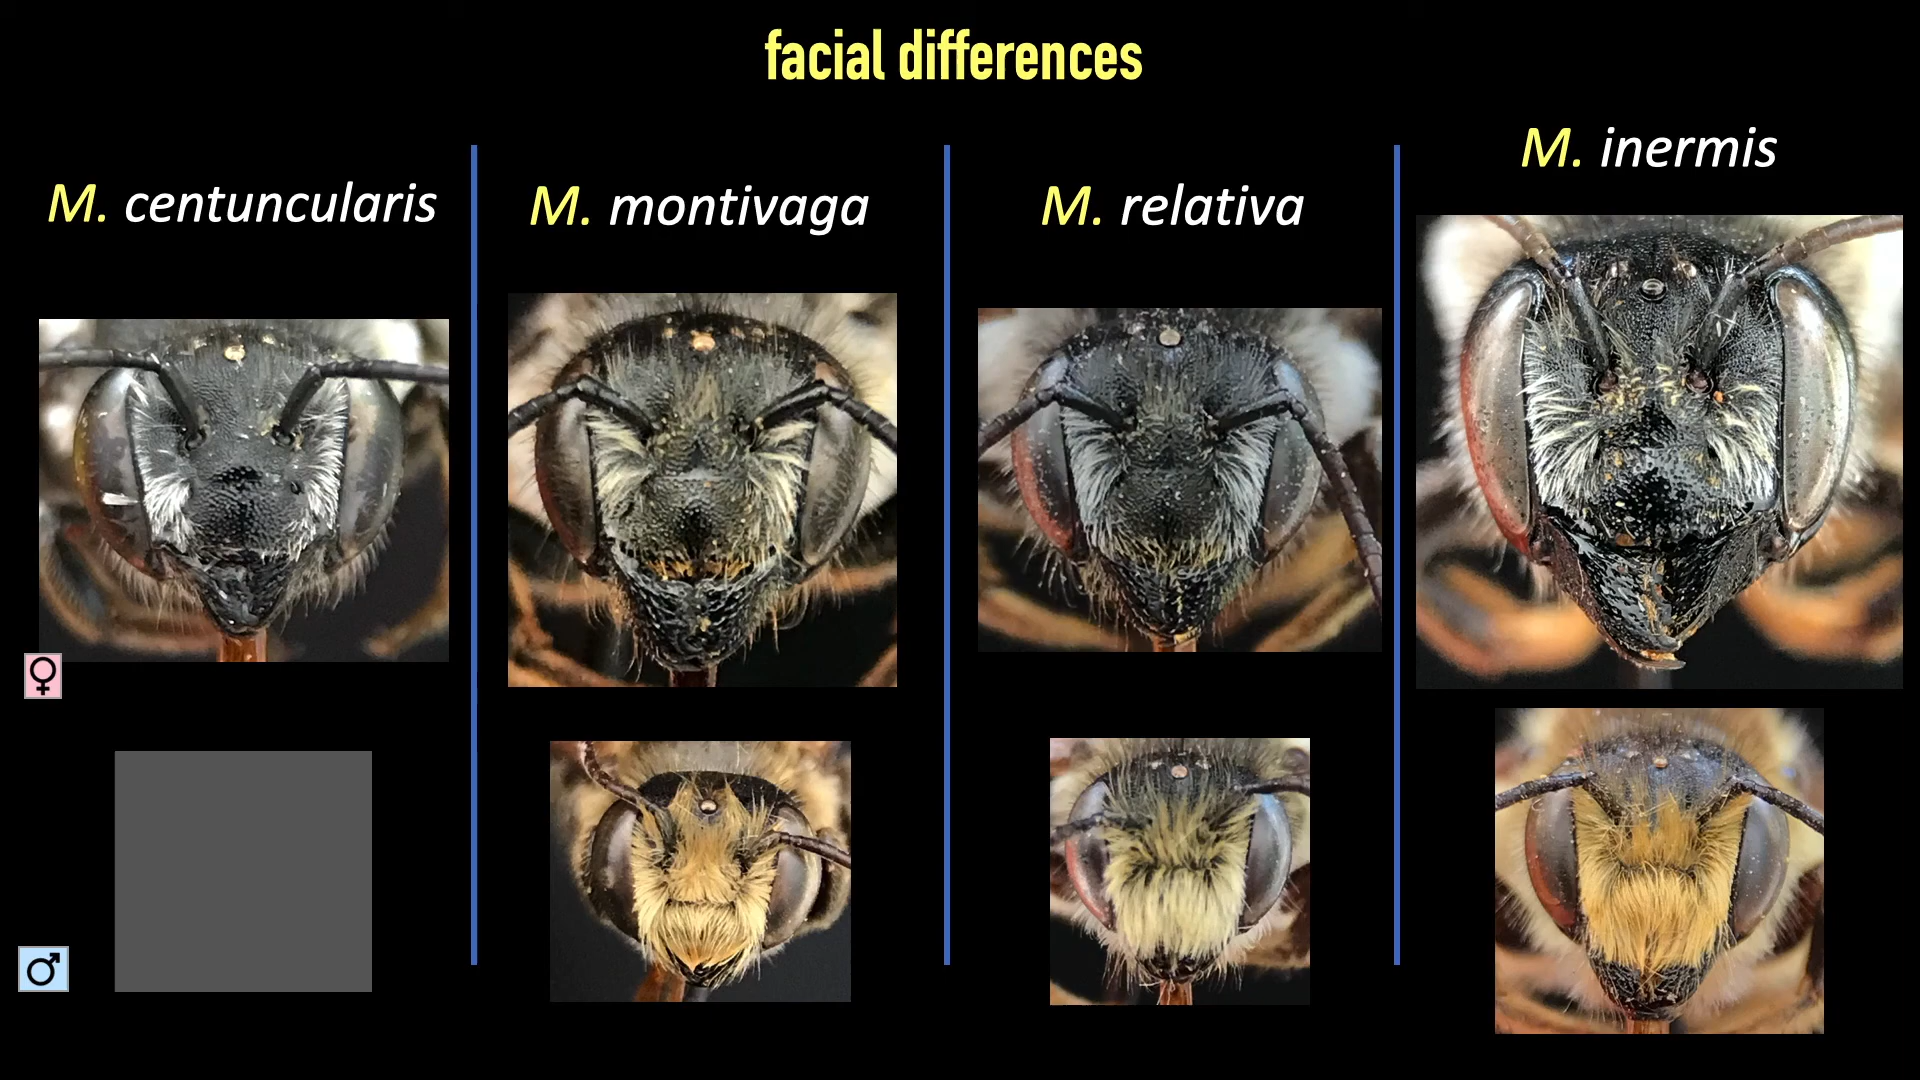 facial differences
M. centuncularis
M. montivaga
M. relativa
M. inermis
♀
♂